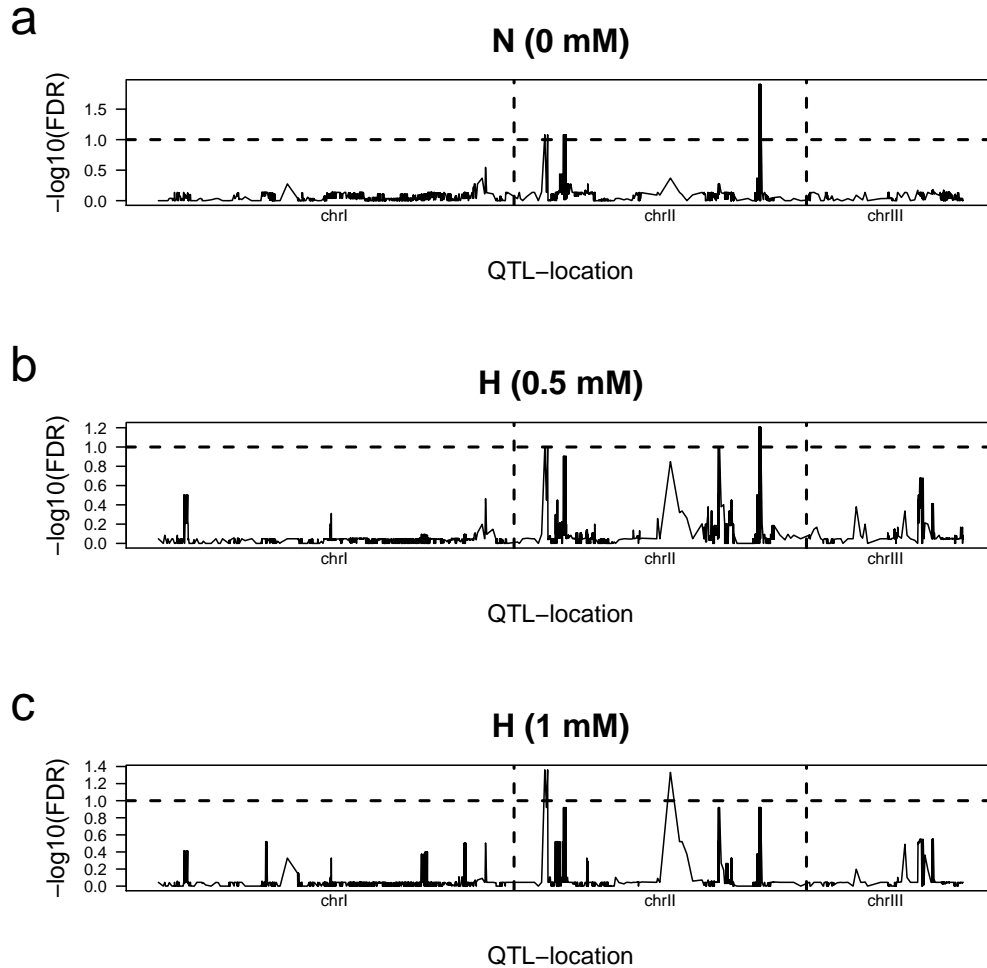 a
N (0 mM)
−log10(FDR)
1.5
1.0
0.5
0.0
chrI chrII chrIII
QTL−location
b
H (0.5 mM)
−log10(FDR)
1.2
1.0
0.8
0.6
0.4
0.2
0.0
chrI chrII chrIII
QTL−location
c
H (1 mM)
−log10(FDR)
1.4
1.2
1.0
0.8
0.6
0.4
0.2
0.0
chrI chrII chrIII
QTL−location